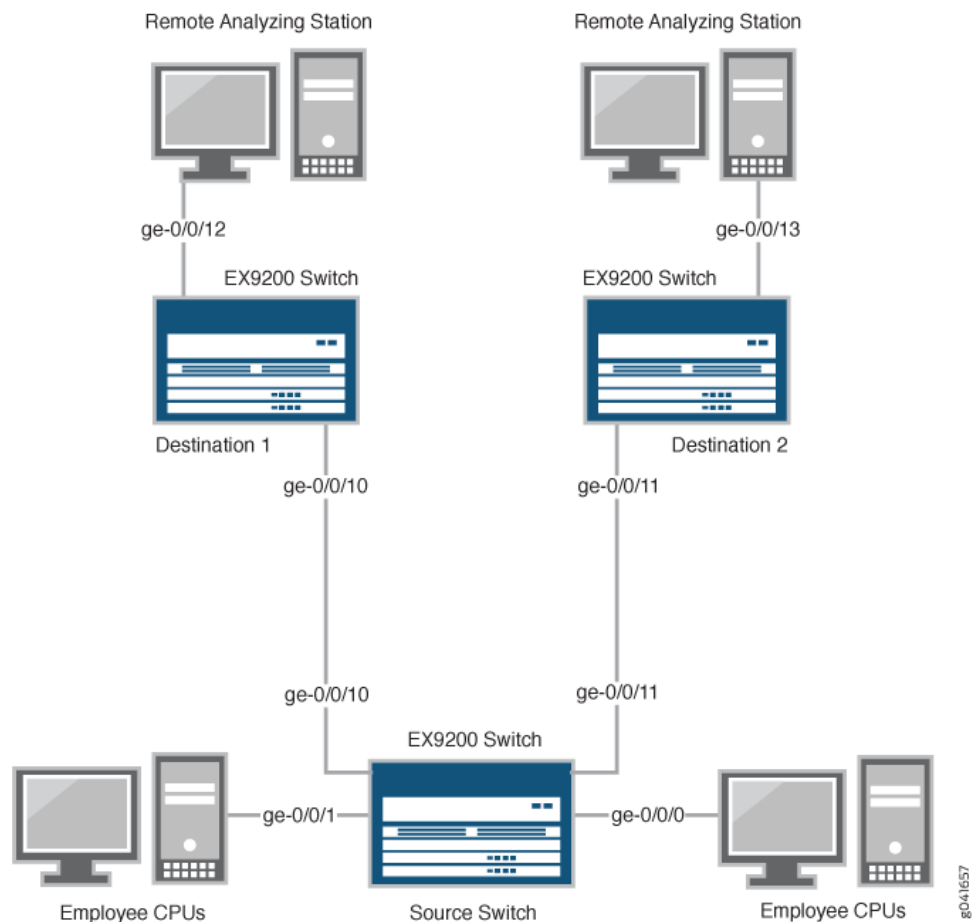 Remote Analyzing Station
Remote Analyzing Station
ge-0/0/12
ge-0/0/13
EX9200 Switch
EX9200 Switch
Destination 1
Destination 2
ge-0/0/10
ge-0/0/11
ge-0/0/10
ge-0/0/11
EX9200 Switch
ge-0/0/1
ge-0/0/0
Employee CPUs
Source Switch
Employee CPUs
g041657